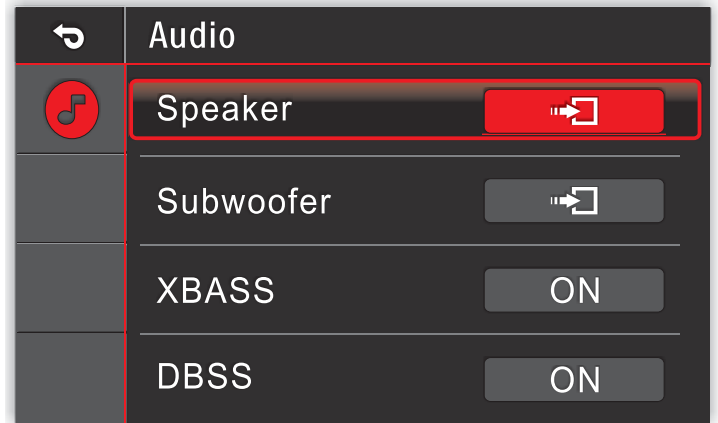 Audio
Speaker
Subwoofer
XBASS ON
DBSS ON